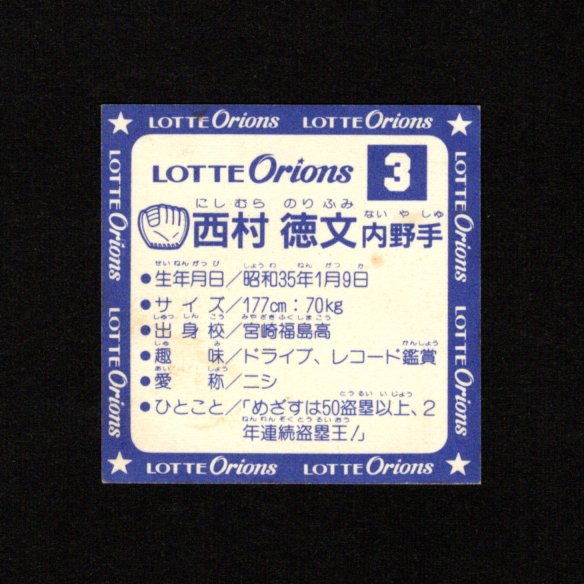 LOTTE Orions LOTTE Orions
LOTTE Orions
LOTTE Orions
LOTTE Orions
LOTTE Orions
LOTTE Orions 3
にしむら のりふみ ない や しゅ
西村 徳文 内野手
せいねんがっぴ しょうわ ねん がつ か
●生年月日／昭和35年1月9日
●サイズ／177cm：70kg
しゅっしんこう みやざきふくしまこう
●出身校／宮崎福島高
しゅ み かんしょう
●趣味／ドライブ、レコード鑑賞
あい しょう
●愛称／ニシ
とうるいいじょう
●ひとこと／「めざすは50盗塁以上、2
ねんれんぞくとうるいおう
年連続盗塁王!」
LOTTE Orions LOTTE Orions